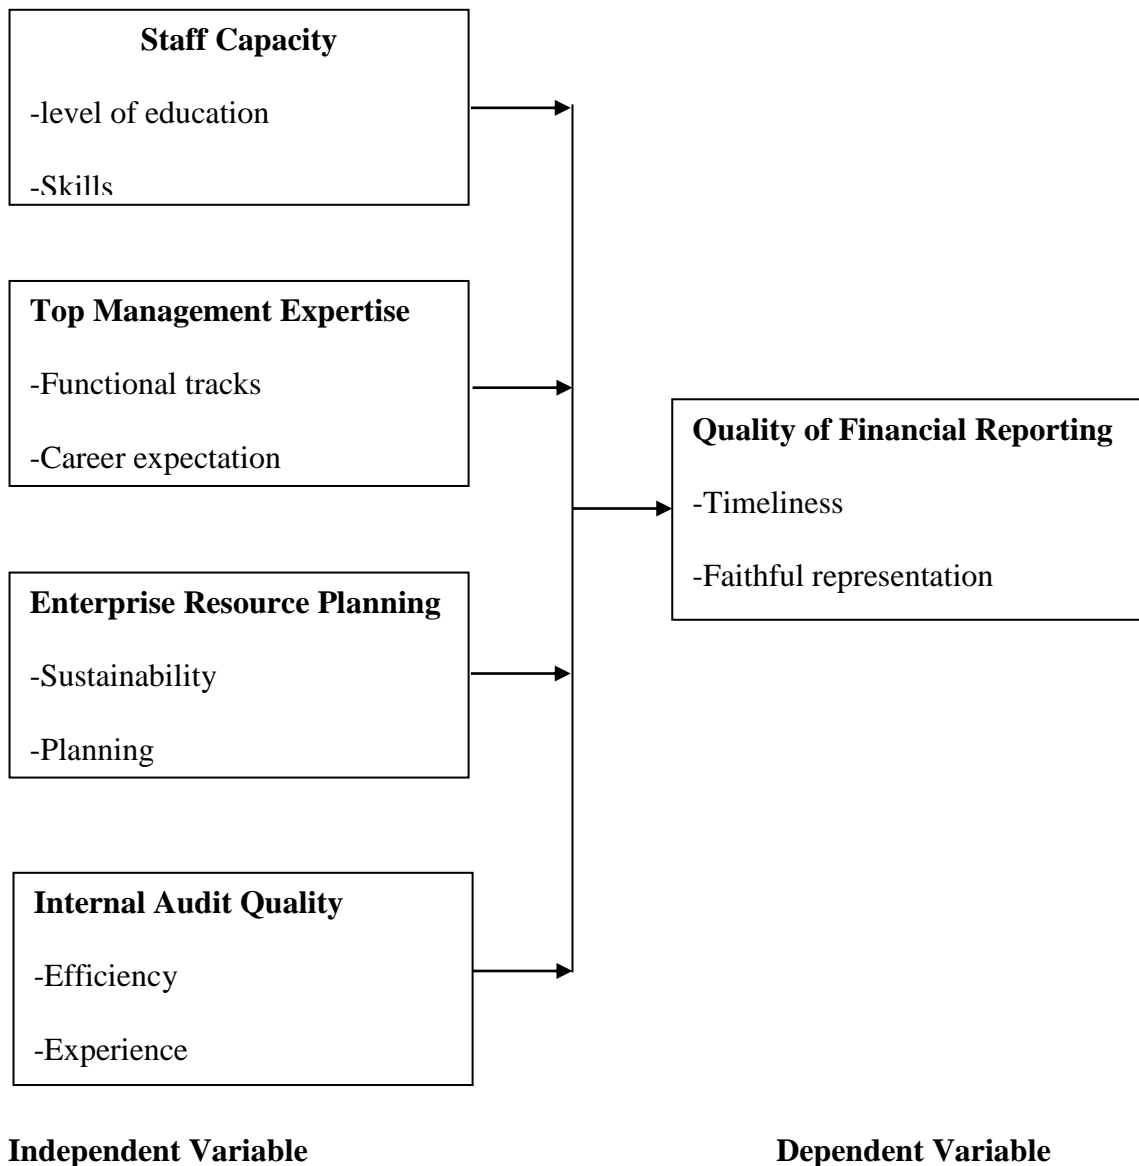 Staff Capacity
-level of education
-Skills
Top Management Expertise
-Functional tracks
-Career expectation
Quality of Financial Reporting
-Timeliness
-Faithful representation
Enterprise Resource Planning
-Sustainability
-Planning
Internal Audit Quality
-Efficiency
-Experience
Independent Variable
Dependent Variable